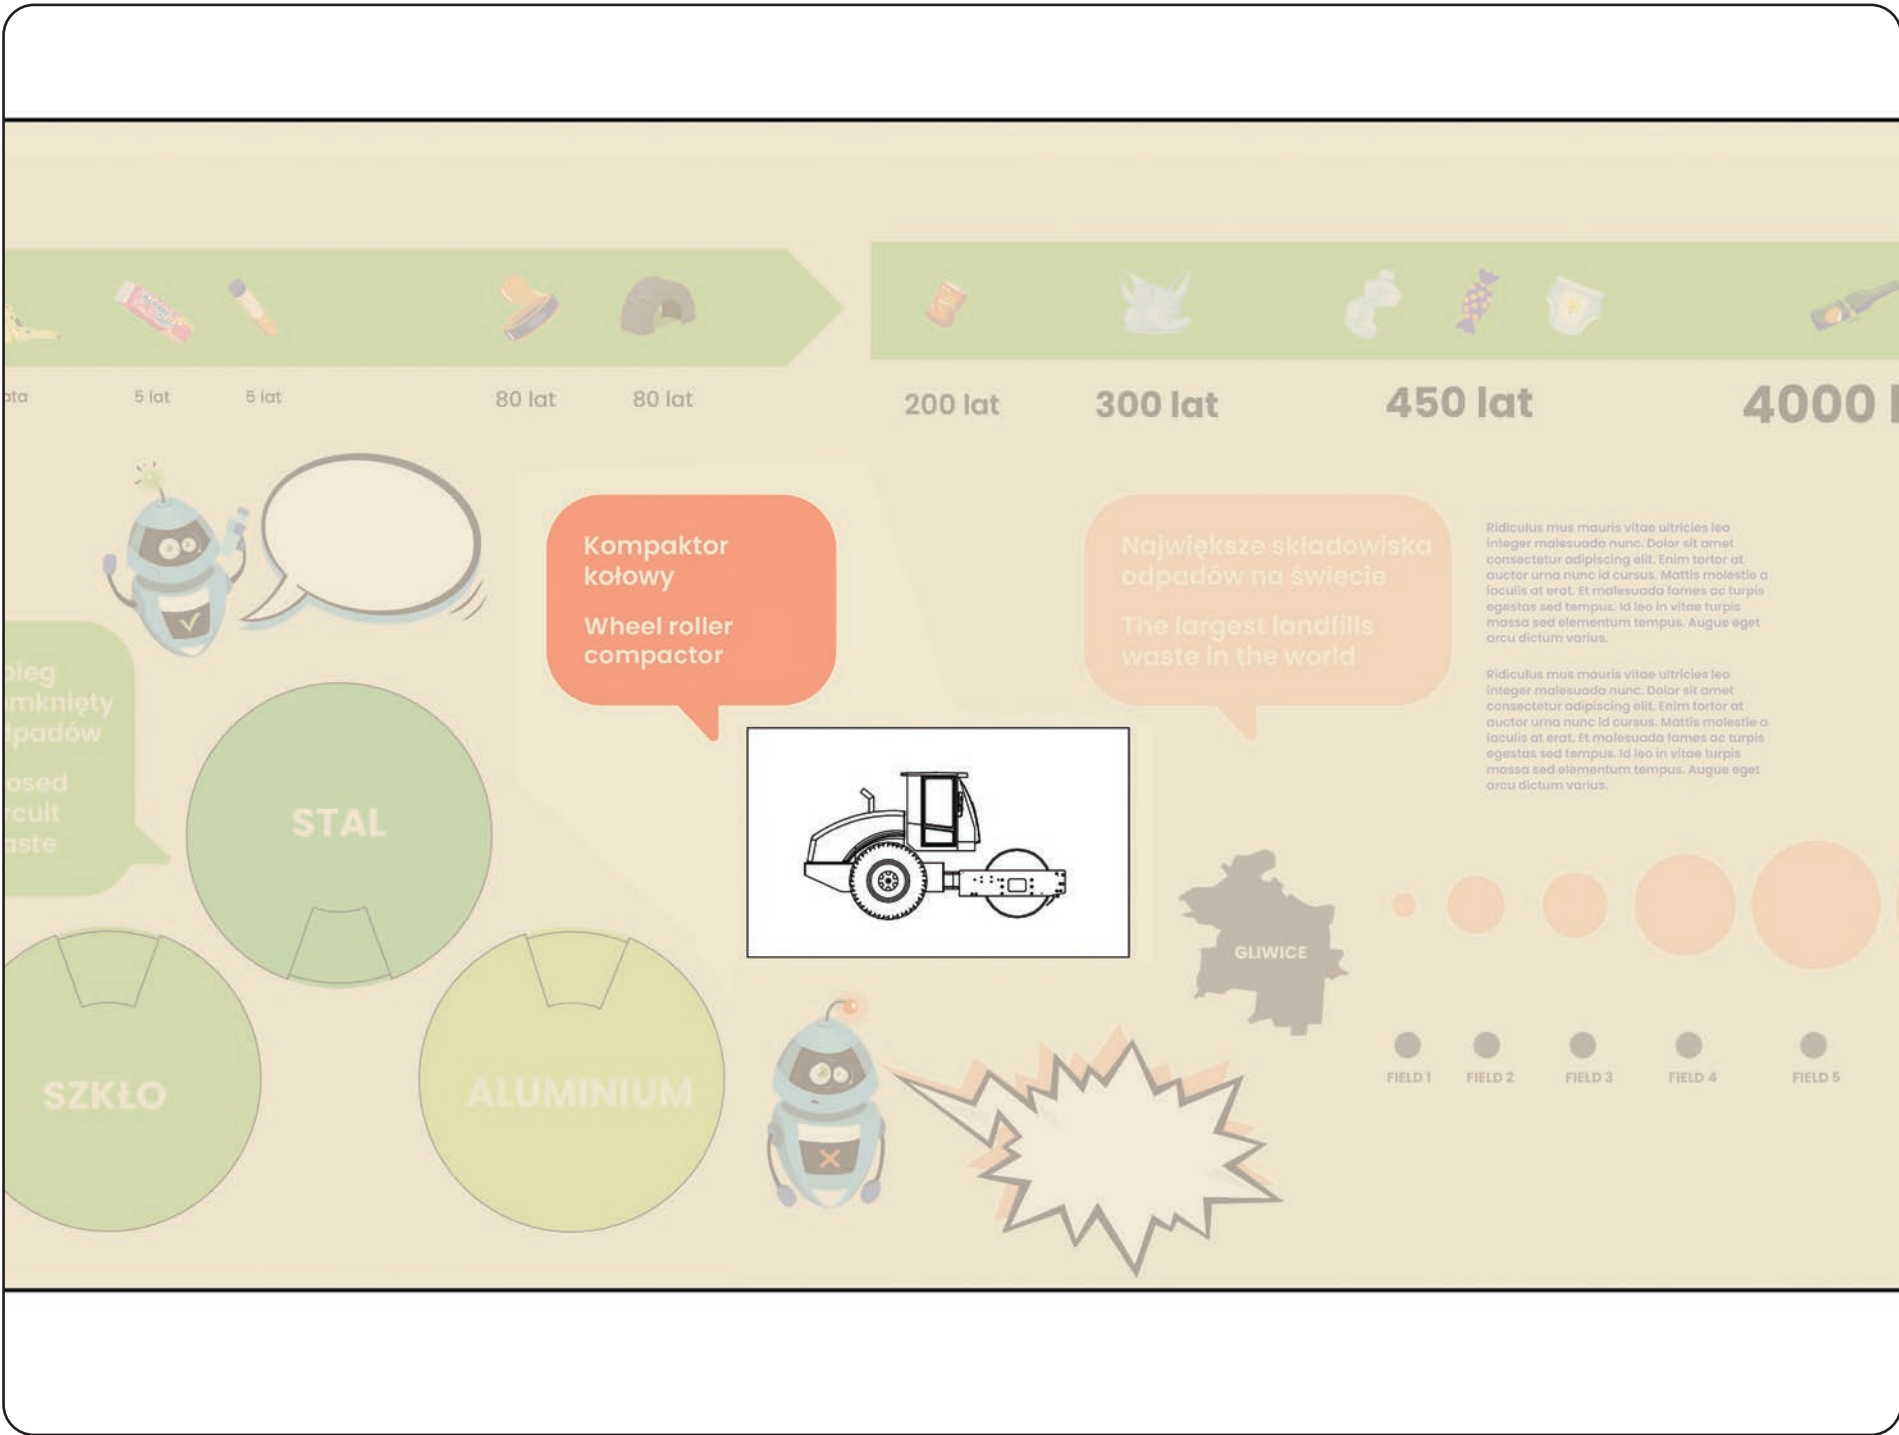 5 lat
5 lat
80 lat
80 lat
200 lat
300 lat
450 lat
4000
Kompaktor
kołowy
Wheel roller
compactor
Największe składowiska
odpadów na świecie
The largest landfills
waste in the world
Ridiculus mus mauris vitae ultricies leo
integer malesuada nunc. Dolor sit amet
consectetur adipiscing elit. Enim tortor at
auctor urna nunc id cursus. Mattis molestie a
iaculis at erat. Et malesuada fames ac turpis
egestas sed tempus. Id leo in vitae turpis
massa sed elementum tempus. Augue eget
arcu dictum varius.
Ridiculus mus mauris vitae ultricies leo
integer malesuada nunc. Dolor sit amet
consectetur adipiscing elit. Enim tortor at
auctor urna nunc id cursus. Mattis molestie a
iaculis at erat. Et malesuada fames ac turpis
egestas sed tempus. Id leo in vitae turpis
massa sed elementum tempus. Augue eget
arcu dictum varius.
STAL
SZKŁO
ALUMINIUM
GLIWICE
FIELD 1
FIELD 2
FIELD 3
FIELD 4
FIELD 5